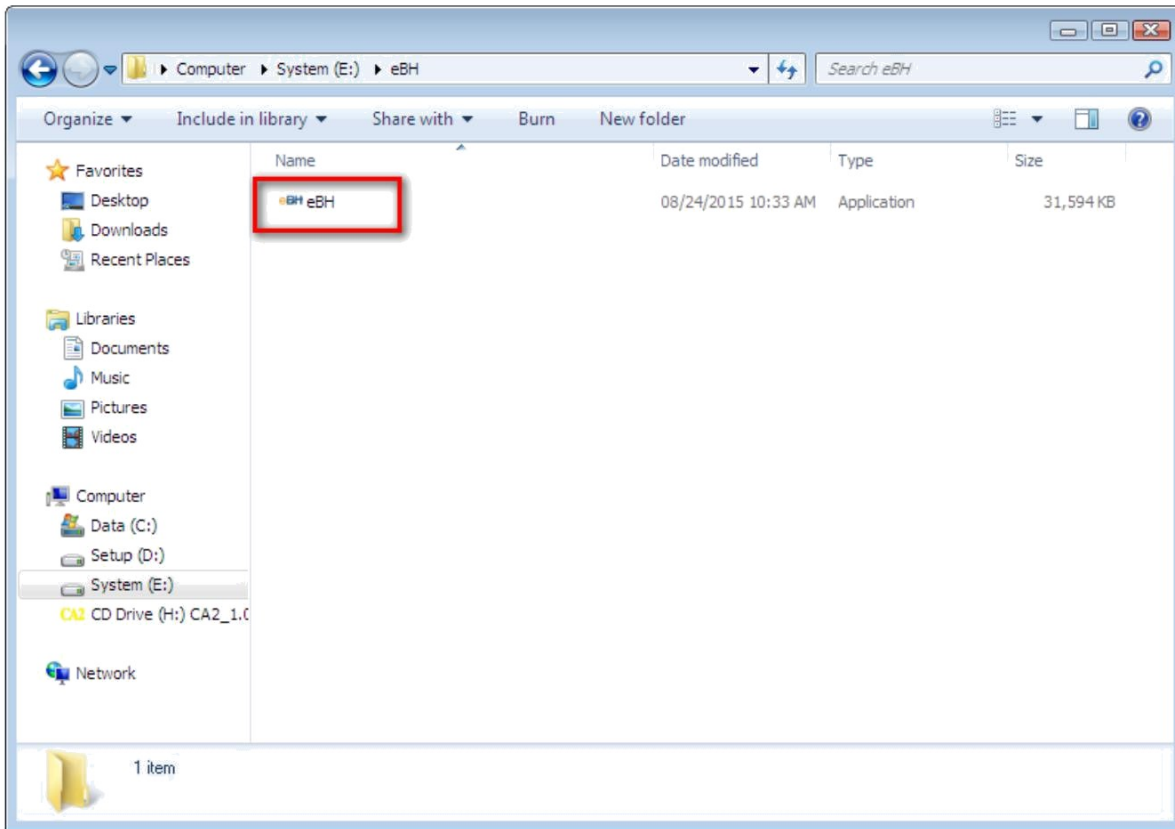 Computer System (E:) eBH Search eBH
Organize Include in library Share with Burn New folder
Name Date modified Type Size
eBH eBH 08/24/2015 10:33 AM Application 31,594 KB
Favorites
Desktop
Downloads
Recent Places
Libraries
Documents
Music
Pictures
Videos
Computer
Data (C:)
Setup (D:)
System (E:)
CA2 CD Drive (H:) CA2_1.0
Network
1 item